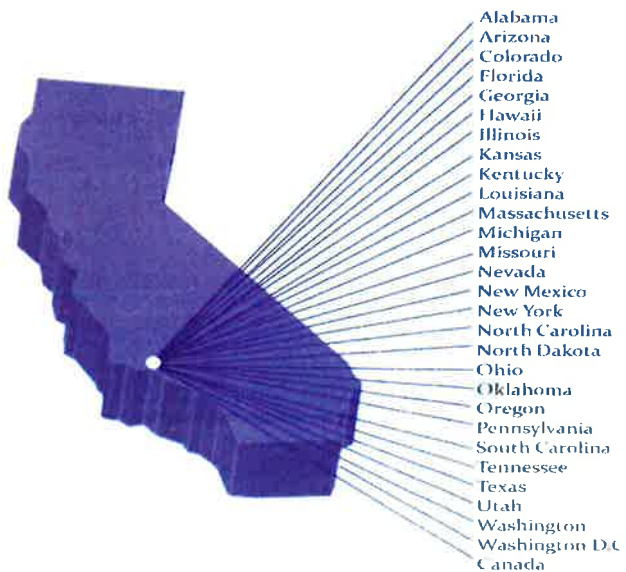 Alabama
Arizona
Colorado
Florida
Georgia
Hawaii
Illinois
Kansas
Kentucky
Louisiana
Massachusetts
Michigan
Missouri
Nevada
New Mexico
New York
North Carolina
North Dakota
Ohio
Oklahoma
Oregon
Pennsylvania
South Carolina
Tennessee
Texas
Utah
Washington
Washington D.C
Canada